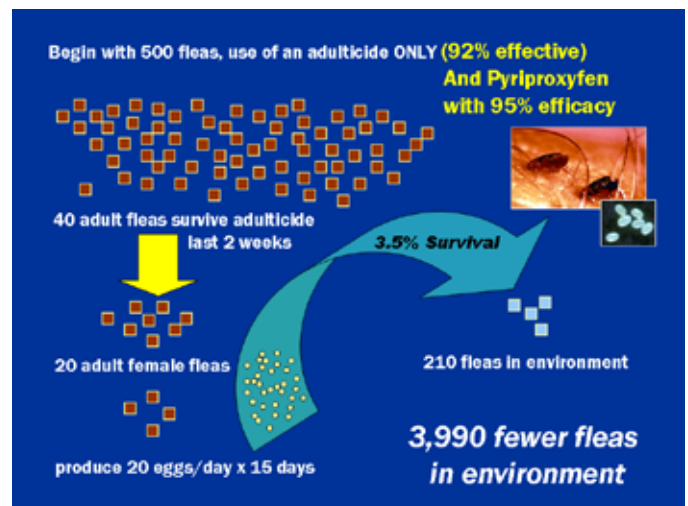 Begin with 500 fleas, use of an adulticide ONLY (92% effective)
And Pyriproxyfen
with 95% efficacy
40 adult fleas survive adulticide
last 2 weeks
3.5% Survival
20 adult female fleas
210 fleas in environment
produce 20 eggs/day x 15 days
3,990 fewer fleas
in environment